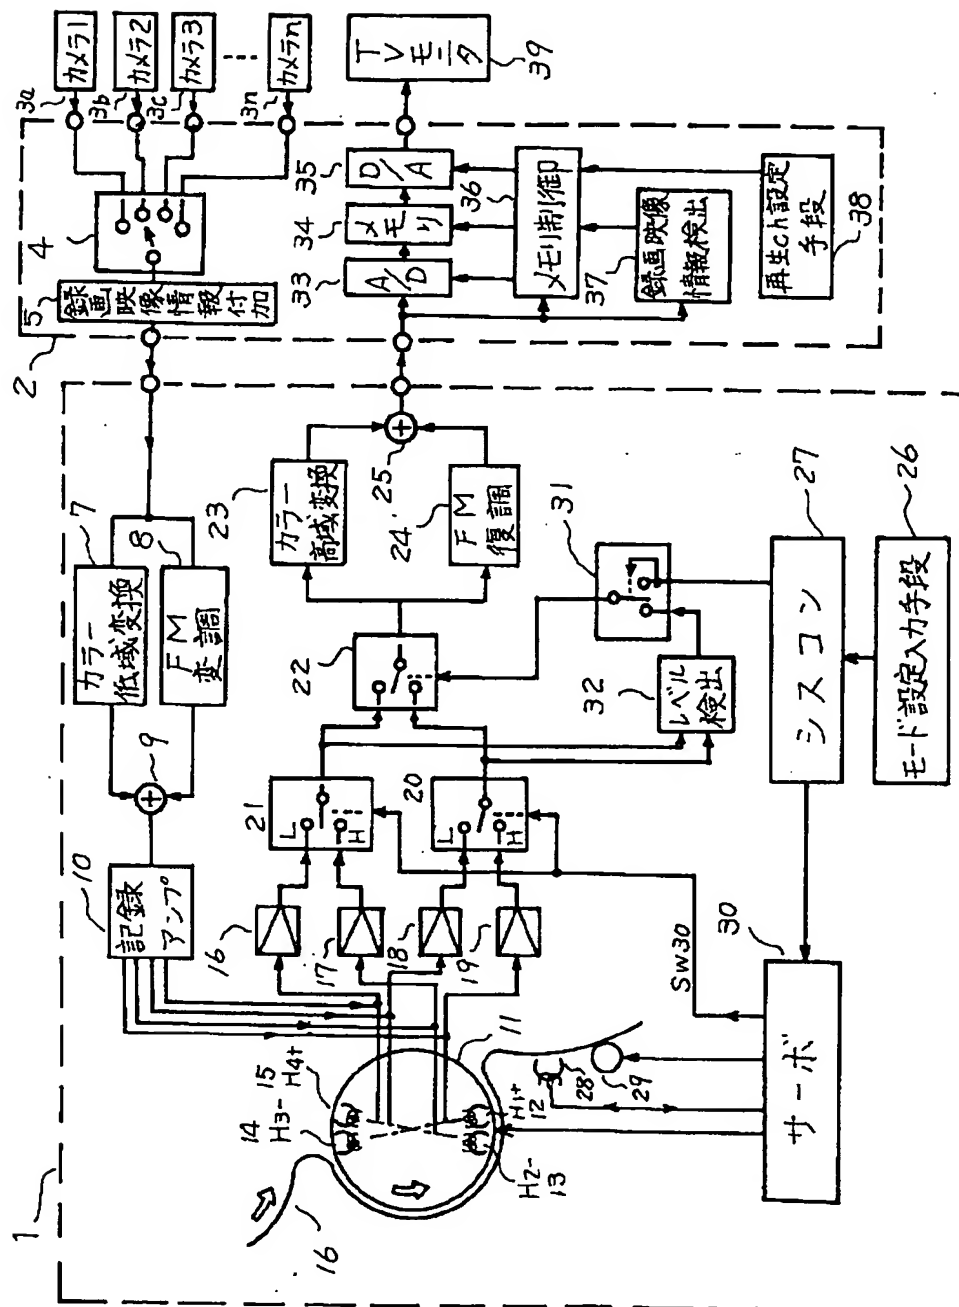 1
2
3a
カメラ1
3b
カメラ2
3c
カメラ3
3n
カメラn
4
5
録画映像情報付加
7
カラー
低域変換
8
FM
変調
9
10
記録
アンプ
33
A/D
34
メモリ
35
D/A
36
メモリ制御
37
録画映像
情報検出
再生ch設定
手段
38
TVモニタ
39
23
カラー
高域変換
24
FM
復調
25
22
31
32
レベル
検出
21
L
H
20
L
H
16
17
18
19
SW30
11
14
H3-
15
H4+
H1+
12
H2-
13
16
28
29
30
サーボ
27
シスコン
26
モード設定入力手段